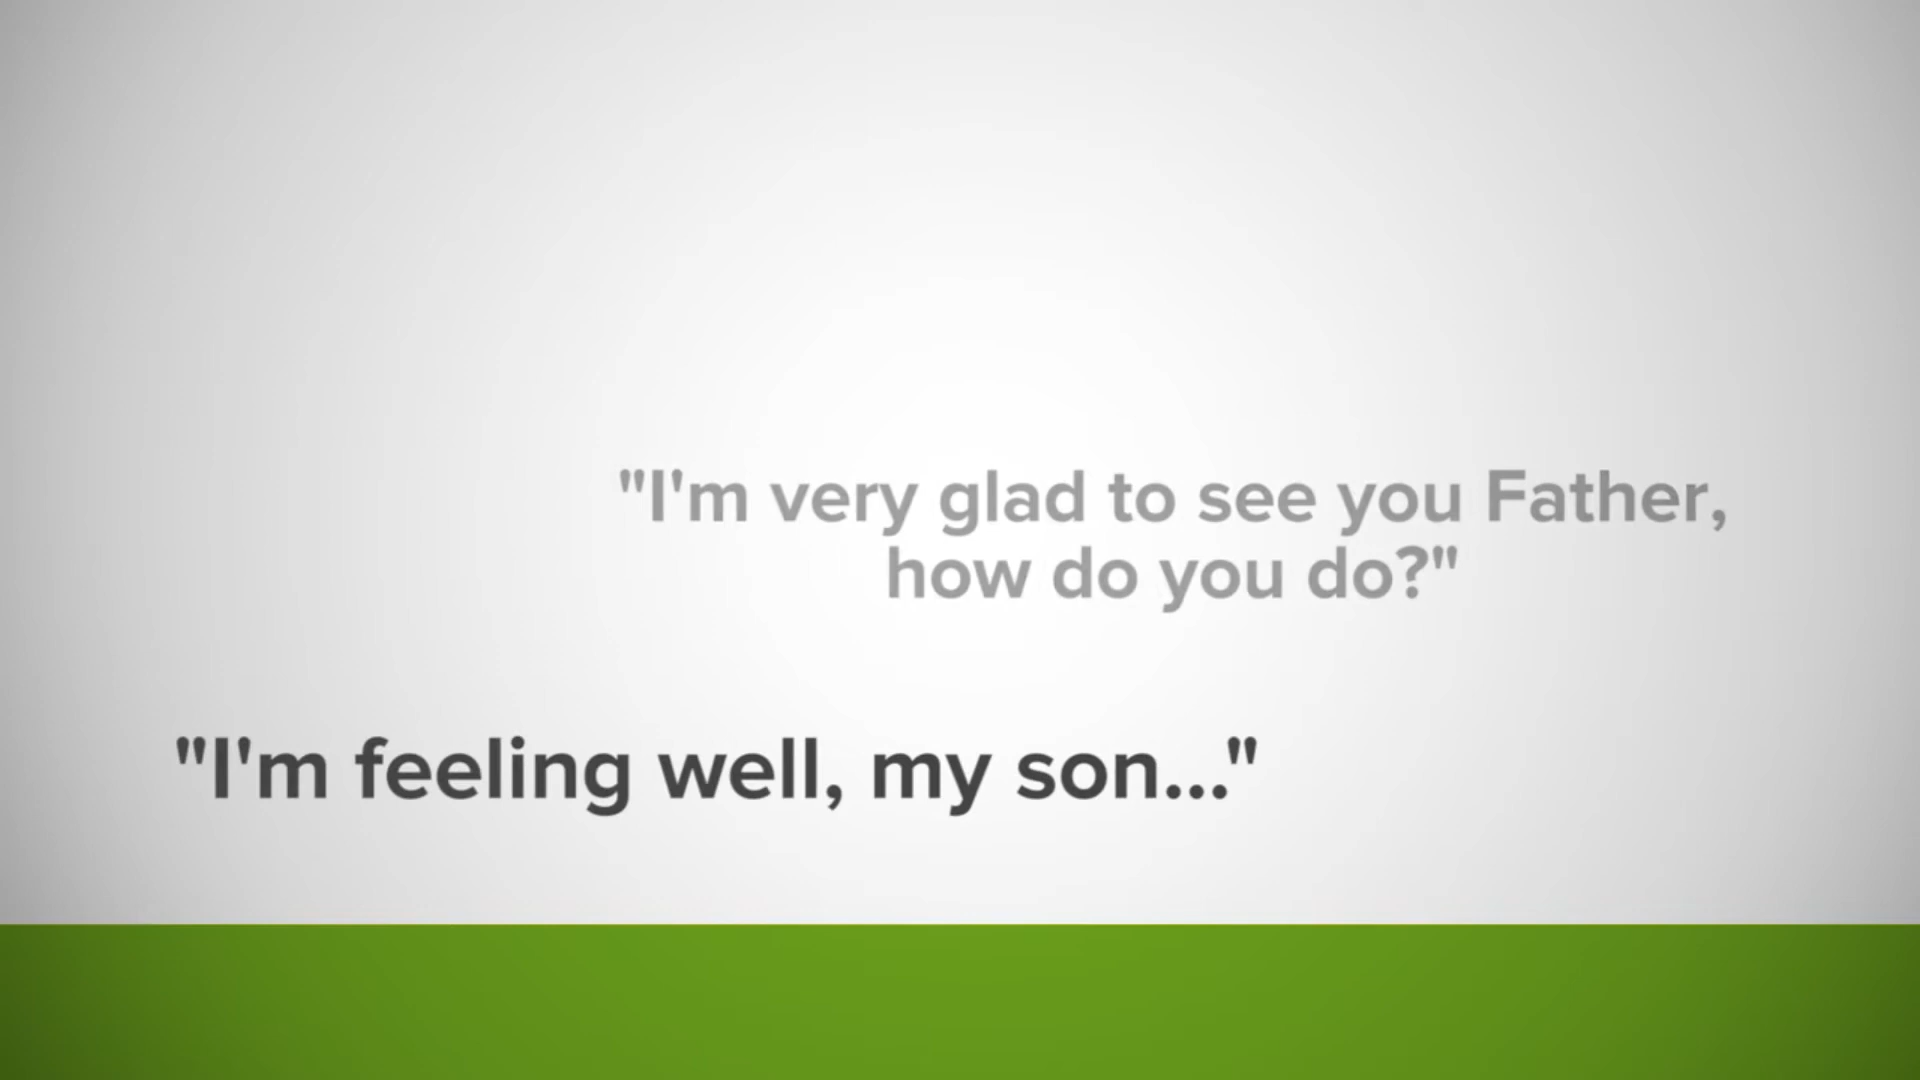 "I'm very glad to see you Father,
how do you do?"
"I'm feeling well, my son..."